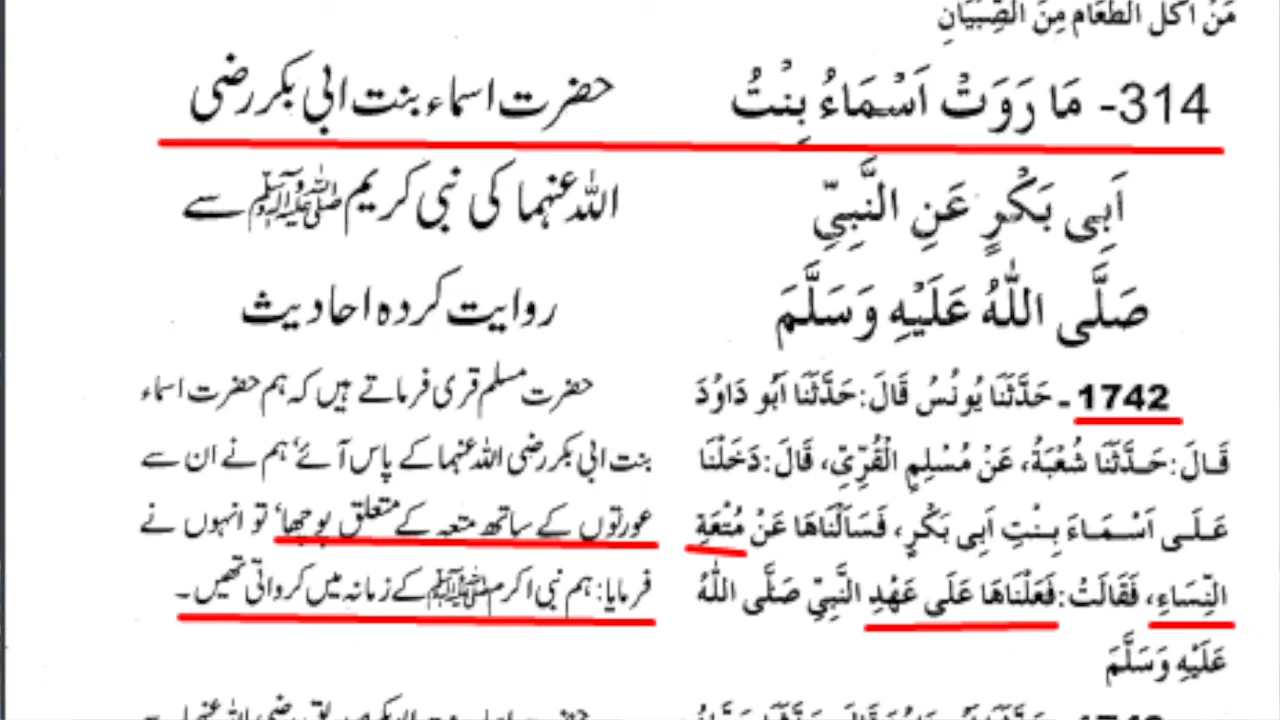 مَنْ اَكَلَ الطَّعَامَ مِنَ الصِّبْيَانِ
314- مَا رَوَتْ اَسْمَاءُ بِنْتُ
اَبِى بَكْرٍ عَنِ النَّبِيِّ
صَلَّى اللّٰهُ عَلَيْهِ وَسَلَّمَ
حضرت اسماء بنت ابی بکر رضی
اللہ عنہما کی نبی کریم ﷺ سے
روایت کردہ احادیث
1742 ـ حَدَّثَنَا يُونُسُ قَالَ: حَدَّثَنَا اَبُو دَاوُدَ
قَالَ: حَدَّثَنَا شُعْبَةُ، عَنْ مُسْلِمٍ الْقُرِّيِّ، قَالَ: دَخَلْنَا
عَلَى اَسْمَاءَ بِنْتِ اَبِى بَكْرٍ، فَسَاَلْنَاهَا عَنْ مُتْعَةِ
النِّسَاءِ، فَقَالَتْ: فَعَلْنَاهَا عَلَى عَهْدِ النَّبِيِّ صَلَّى اللّٰهُ
عَلَيْهِ وَسَلَّمَ
حضرت مسلم قری فرماتے ہیں کہ ہم حضرت اسماء
بنت ابی بکر رضی اللہ عنہما کے پاس آئے‘ ہم نے ان سے
عورتوں کے ساتھ متعہ کے متعلق پوچھا‘ تو انہوں نے
فرمایا: ہم نبی اکرم ﷺ کے زمانہ میں کرواتی تھیں۔